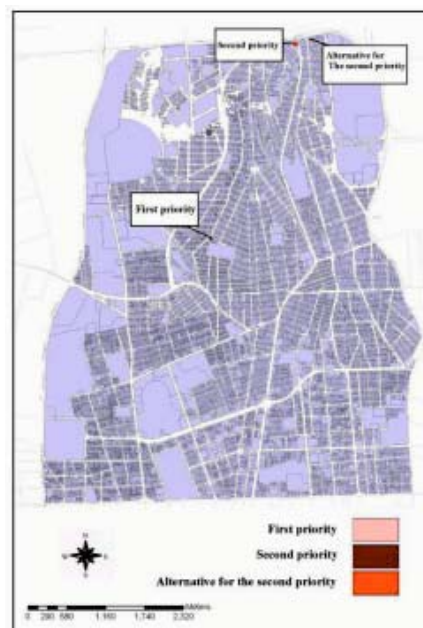 Second priority
Alternative for
The second priority
First priority
First priority
Second priority
Alternative for the second priority
N
W
E
S
0 290 580 1,160 1,740 2,320
Meters